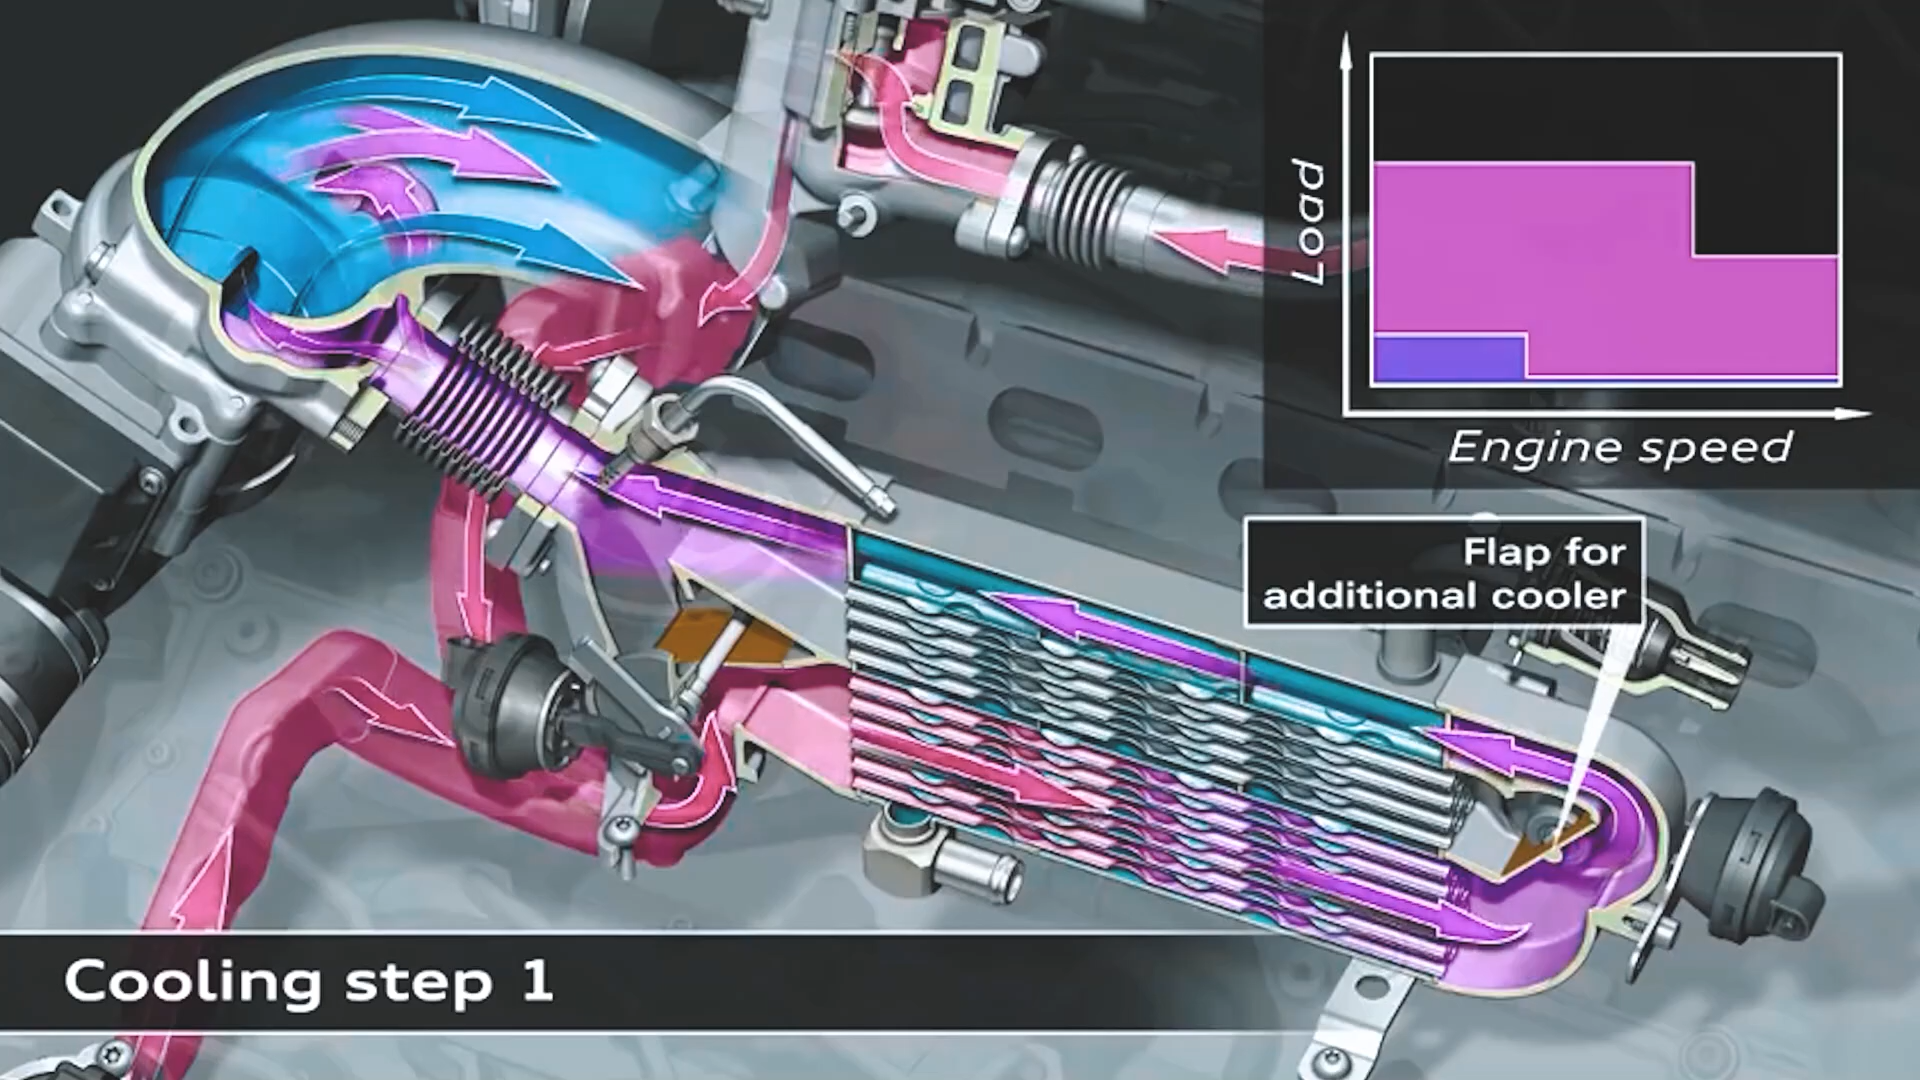 Load
Engine speed
Flap for
additional cooler
Cooling step 1